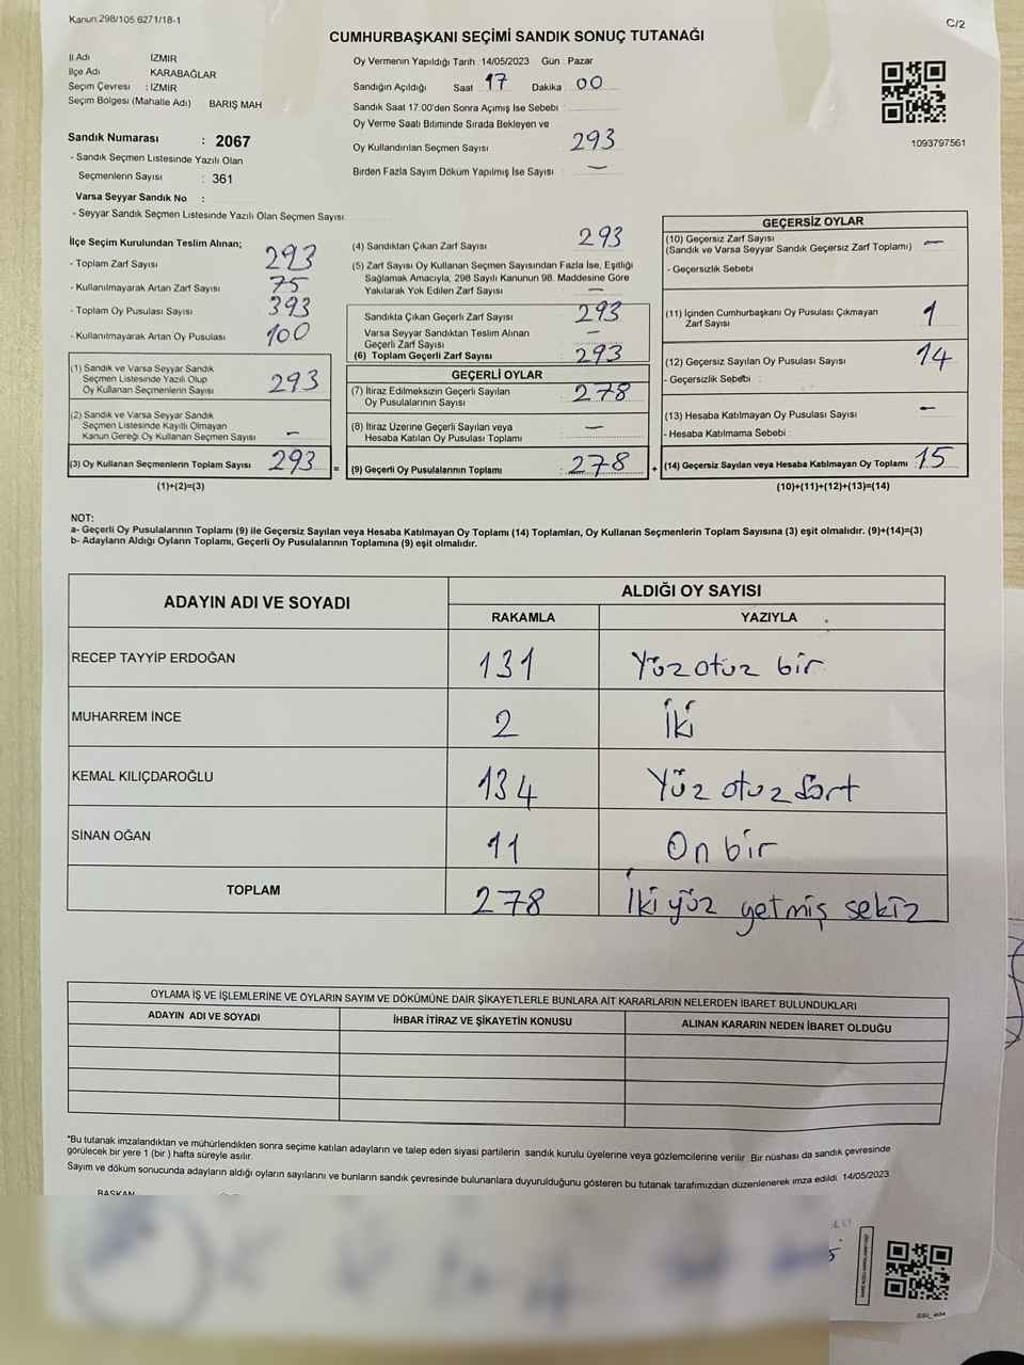 Kanun 298/105 6271/18-1
C/2
CUMHURBAŞKANI SEÇİMİ SANDIK SONUÇ TUTANAĞI
İl Adı İZMİR
İlçe Adı KARABAĞLAR
Seçim Çevresi : İZMİR
Seçim Bölgesi (Mahalle Adı) BARIŞ MAH
Sandık Numarası : 2067
- Sandık Seçmen Listesinde Yazılı Olan
Seçmenlerin Sayısı : 361
Varsa Seyyar Sandık No :
- Seyyar Sandık Seçmen Listesinde Yazılı Olan Seçmen Sayısı
Oy Vermenin Yapıldığı Tarih : 14/05/2023 Gün : Pazar
Sandığın Açıldığı Saat 17 Dakika 00
Sandık Saat 17:00'den Sonra Açımış İse Sebebi
Oy Verme Saati Bitiminde Sırada Bekleyen ve
Oy Kullandırılan Seçmen Sayısı 293
Birden Fazla Sayım Döküm Yapılmış İse Sayısı —
1093797561
İlçe Seçim Kurulundan Teslim Alınan;
- Toplam Zarf Sayısı 293
- Kullanılmayarak Artan Zarf Sayısı 75
- Toplam Oy Pusulası Sayısı 393
- Kullanılmayarak Artan Oy Pusulası 100
(1) Sandık ve Varsa Seyyar Sandık
Seçmen Listesinde Yazılı Olup
Oy Kullanan Seçmenlerin Sayısı 293
(2) Sandık ve Varsa Seyyar Sandık
Seçmen Listesinde Kayıtlı Olmayan
Kanun Gereği Oy Kullanan Seçmen Sayısı —
(3) Oy Kullanan Seçmenlerin Toplam Sayısı 293
(1)+(2)=(3)
(4) Sandıktan Çıkan Zarf Sayısı 293
(5) Zarf Sayısı Oy Kullanan Seçmen Sayısından Fazla İse, Eşitliği
Sağlamak Amacıyla, 298 Sayılı Kanunun 98. Maddesine Göre
Yakılarak Yok Edilen Zarf Sayısı —
Sandıkta Çıkan Geçerli Zarf Sayısı 293
Varsa Seyyar Sandıktan Teslim Alınan
Geçerli Zarf Sayısı —
(6) Toplam Geçerli Zarf Sayısı 293
GEÇERLİ OYLAR
(7) İtiraz Edilmeksizin Geçerli Sayılan
Oy Pusulalarının Sayısı 278
(8) İtiraz Üzerine Geçerli Sayılan veya
Hesaba Katılan Oy Pusulası Toplamı —
= (9) Geçerli Oy Pusulalarının Toplamı 278 +
GEÇERSİZ OYLAR
(10) Geçersiz Zarf Sayısı
(Sandık ve Varsa Seyyar Sandık Geçersiz Zarf Toplamı) —
- Geçersizlik Sebebi
(11) İçinden Cumhurbaşkanı Oy Pusulası Çıkmayan
Zarf Sayısı 1
(12) Geçersiz Sayılan Oy Pusulası Sayısı 14
- Geçersizlik Sebebi :
(13) Hesaba Katılmayan Oy Pusulası Sayısı —
- Hesaba Katılmama Sebebi
(14) Geçersiz Sayılan veya Hesaba Katılmayan Oy Toplamı 15
(10)+(11)+(12)+(13)=(14)
NOT:
a- Geçerli Oy Pusulalarının Toplamı (9) ile Geçersiz Sayılan veya Hesaba Katılmayan Oy Toplamı (14) Toplamları, Oy Kullanan Seçmenlerin Toplam Sayısına (3) eşit olmalıdır. (9)+(14)=(3)
b- Adayların Aldığı Oyların Toplamı, Geçerli Oy Pusulalarının Toplamına (9) eşit olmalıdır.
ADAYIN ADI VE SOYADI ALDIĞI OY SAYISI
RAKAMLA YAZIYLA
RECEP TAYYİP ERDOĞAN 131 Yüz otuz bir
MUHARREM İNCE 2 İki
KEMAL KILIÇDAROĞLU 134 Yüz otuz dört
SİNAN OĞAN 11 On bir
TOPLAM 278 İki yüz yetmiş sekiz
OYLAMA İŞ VE İŞLEMLERİNE VE OYLARIN SAYIM VE DÖKÜMÜNE DAİR ŞİKAYETLERLE BUNLARA AİT KARARLARIN NELERDEN İBARET BULUNDUKLARI
ADAYIN ADI VE SOYADI İHBAR İTİRAZ VE ŞİKAYETİN KONUSU ALINAN KARARIN NEDEN İBARET OLDUĞU
"Bu tutanak imzalandıktan ve mühürlendikten sonra seçime katılan adayların ve talep eden siyasi partilerin sandık kurulu üyelerine veya gözlemcilerine verilir. Bir nüshası da sandık çevresinde
görülecek bir yere 1 (bir) hafta süreyle asılır.
Sayım ve döküm sonucunda adayların aldığı oyların sayılarını ve bunların sandık çevresinde bulunanlara duyurulduğunu gösteren bu tutanak tarafımızdan düzenlenerek imza edildi. 14/05/2023
BAŞKAN